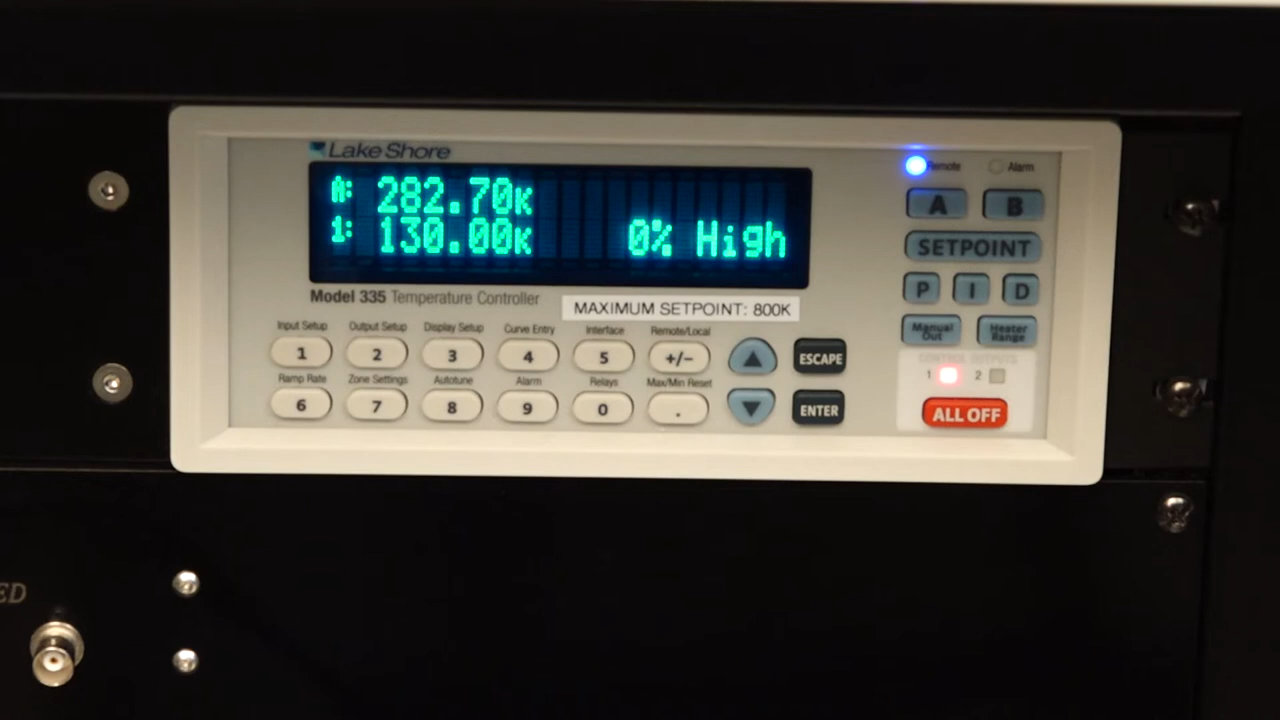 LakeShore
Remote
Alarm
A: 282.70K
1: 130.00K 0% High
A B
SETPOINT
P I D
Model 335 Temperature Controller
MAXIMUM SETPOINT: 800K
Manual Out
Heater Range
Input Setup Output Setup Display Setup Curve Entry Interface Remote/Local
1 2 3 4 5 +/− ESCAPE
CONTROL OUTPUTS
1 2
Ramp Rate Zone Settings Autotune Alarm Relays Max/Min Reset
6 7 8 9 0 . ENTER
ALL OFF
ED